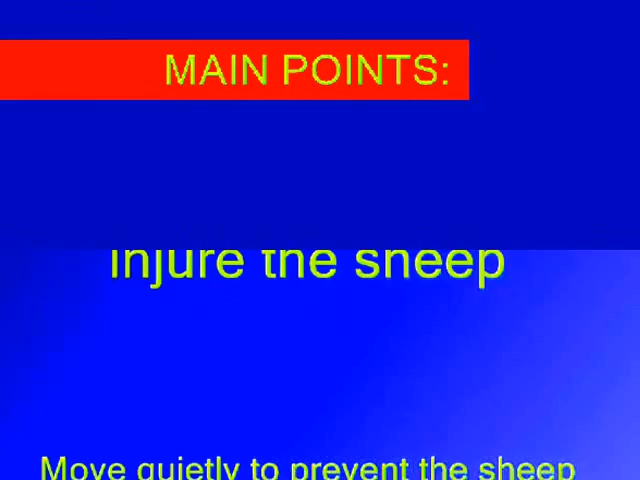 MAIN POINTS:
injure the sheep
Move quietly to prevent the sheep